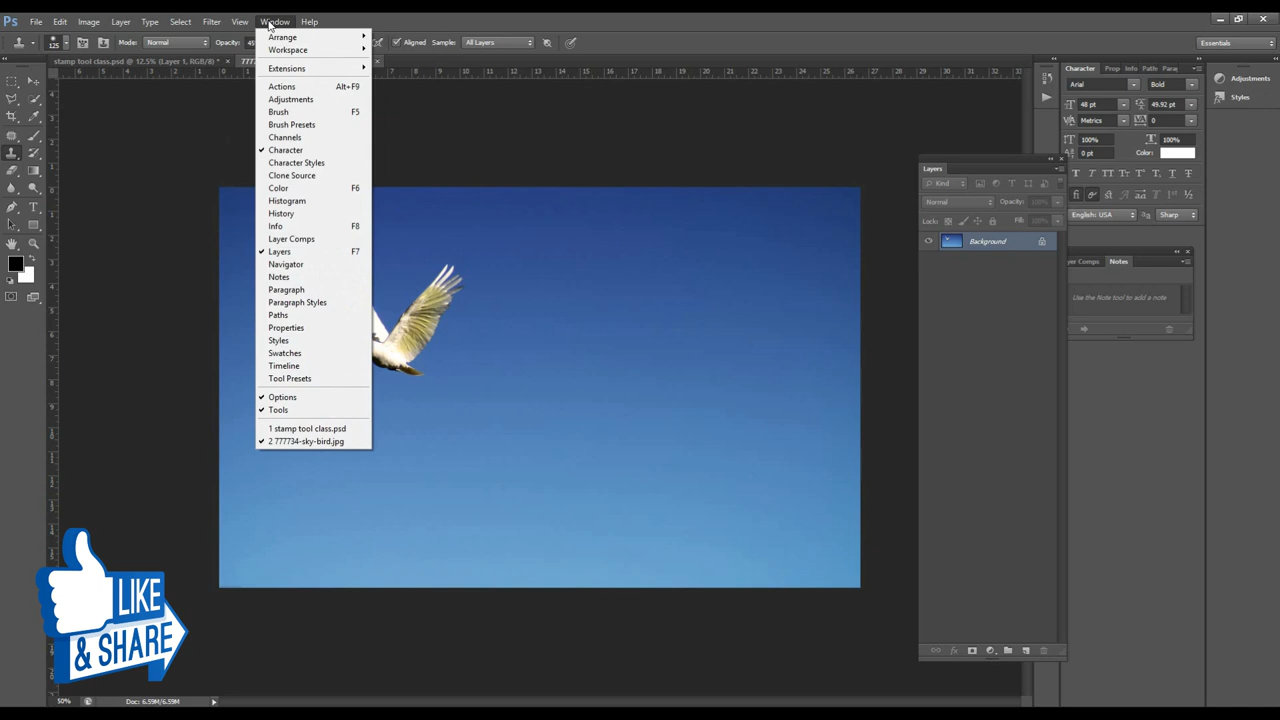 Ps File Edit Image Layer Type Select Filter View Window Help
125 Mode: Normal Opacity: Aligned Sample: All Layers Essentials
stamp tool class.psd @ 12.5% (Layer 1, RGB/8) *
Arrange
Workspace
Extensions
Actions Alt+F9
Adjustments
Brush F5
Brush Presets
Channels
Character
Character Styles
Clone Source
Color F6
Histogram
History
Info F8
Layer Comps
Layers F7
Navigator
Notes
Paragraph
Paragraph Styles
Paths
Properties
Styles
Swatches
Timeline
Tool Presets
Options
Tools
1 stamp tool class.psd
2 777734-sky-bird.jpg
Layers
Kind
Normal Opacity:
Lock: Fill:
Background
Character Prop Info Para
Arial Bold
48 pt 49.92 pt
Metrics 0
100% 100%
0 pt Color:
English: USA Sharp
Layer Comps Notes
Use the Note tool to add a note
Adjustments
Styles
LIKE
& SHARE
50% Doc: 6.59M/6.59M